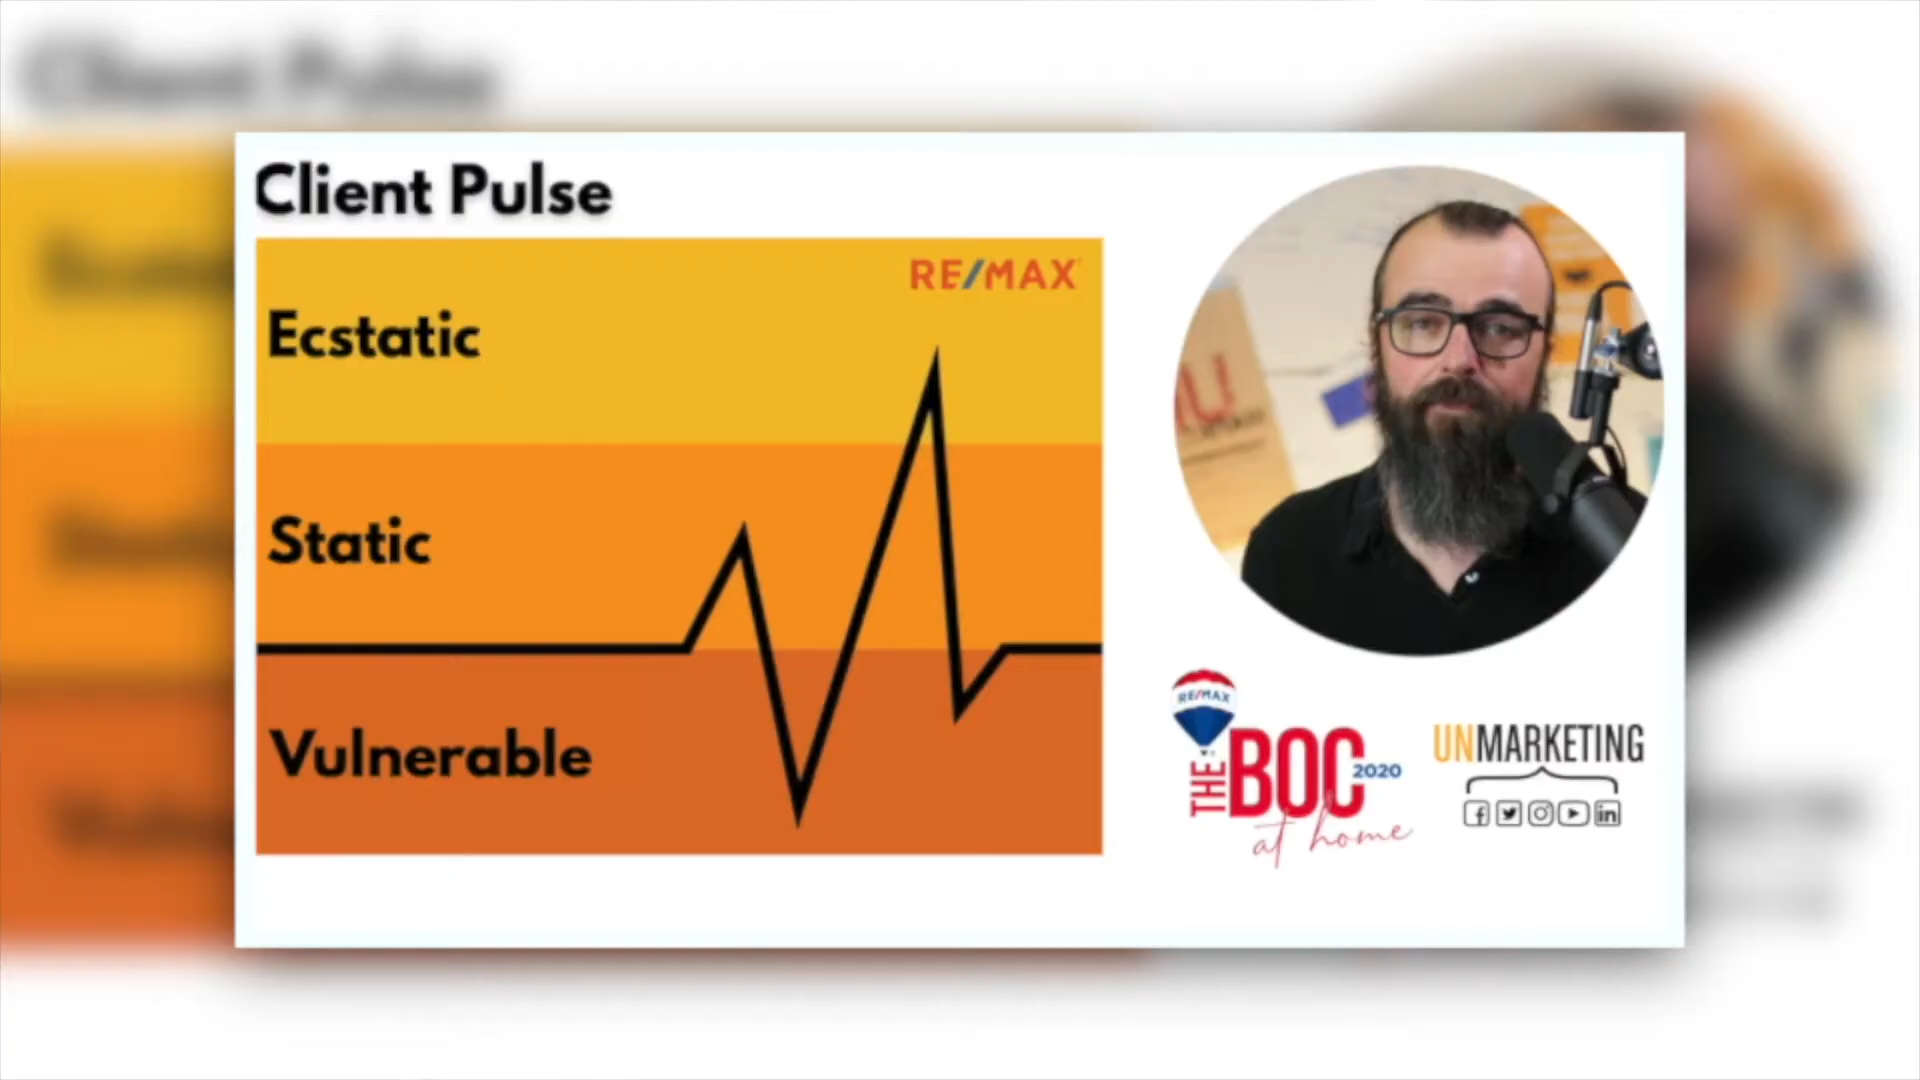 Client Pulse
RE/MAX
Ecstatic
Static
Vulnerable
RE/MAX
THE BOC 2020
at home
UNMARKETING